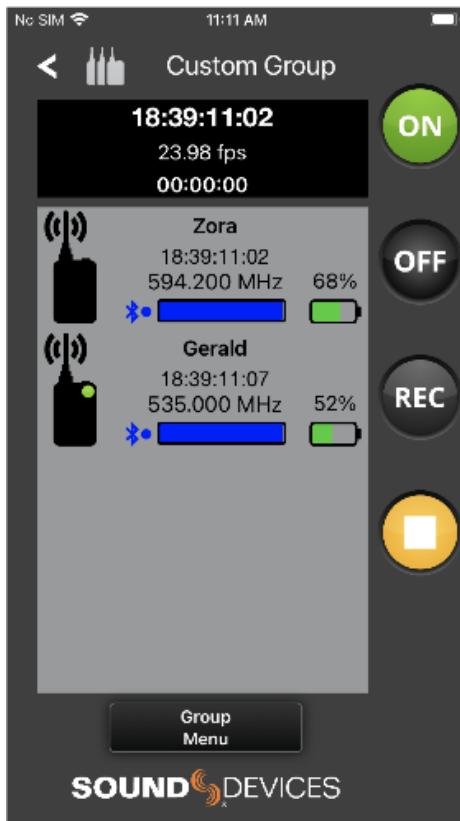 No SIM 11:11 AM
Custom Group
18:39:11:02
23.98 fps
00:00:00
ON
Zora
18:39:11:02
594.200 MHz 68%
OFF
Gerald
18:39:11:07
535.000 MHz 52%
REC
Group
Menu
SOUND DEVICES